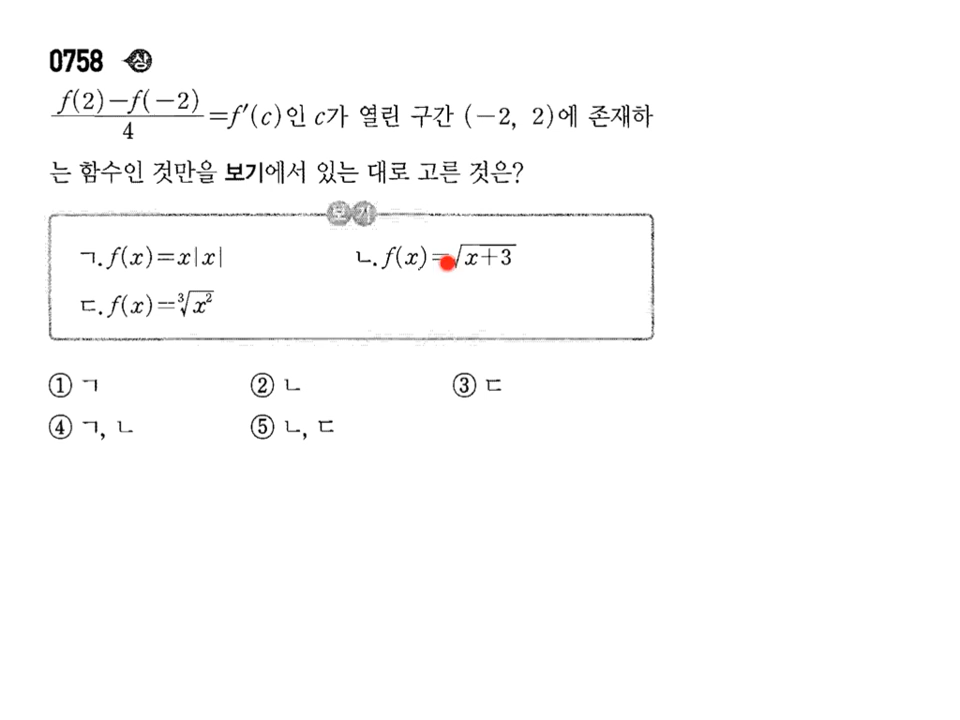 0758 상
f(2)-f(-2)/4=f'(c)인 c가 열린 구간 (-2, 2)에 존재하
는 함수인 것만을 보기에서 있는 대로 고른 것은?
보기
ㄱ. f(x)=x|x| ㄴ. f(x)=√x+3
ㄷ. f(x)=³√x²
① ㄱ ② ㄴ ③ ㄷ
④ ㄱ, ㄴ ⑤ ㄴ, ㄷ